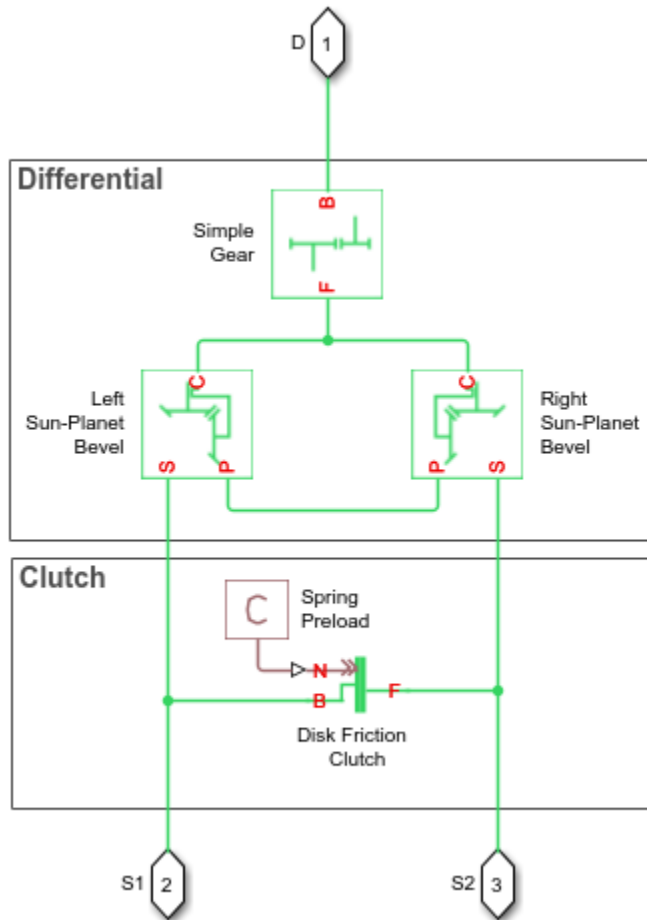 D 1
Differential
B
Simple
Gear
F
C
C
Left
Sun-Planet
Bevel
Right
Sun-Planet
Bevel
S
P
P
S
Clutch
C
Spring
Preload
N
B
F
Disk Friction
Clutch
S1 2
S2 3